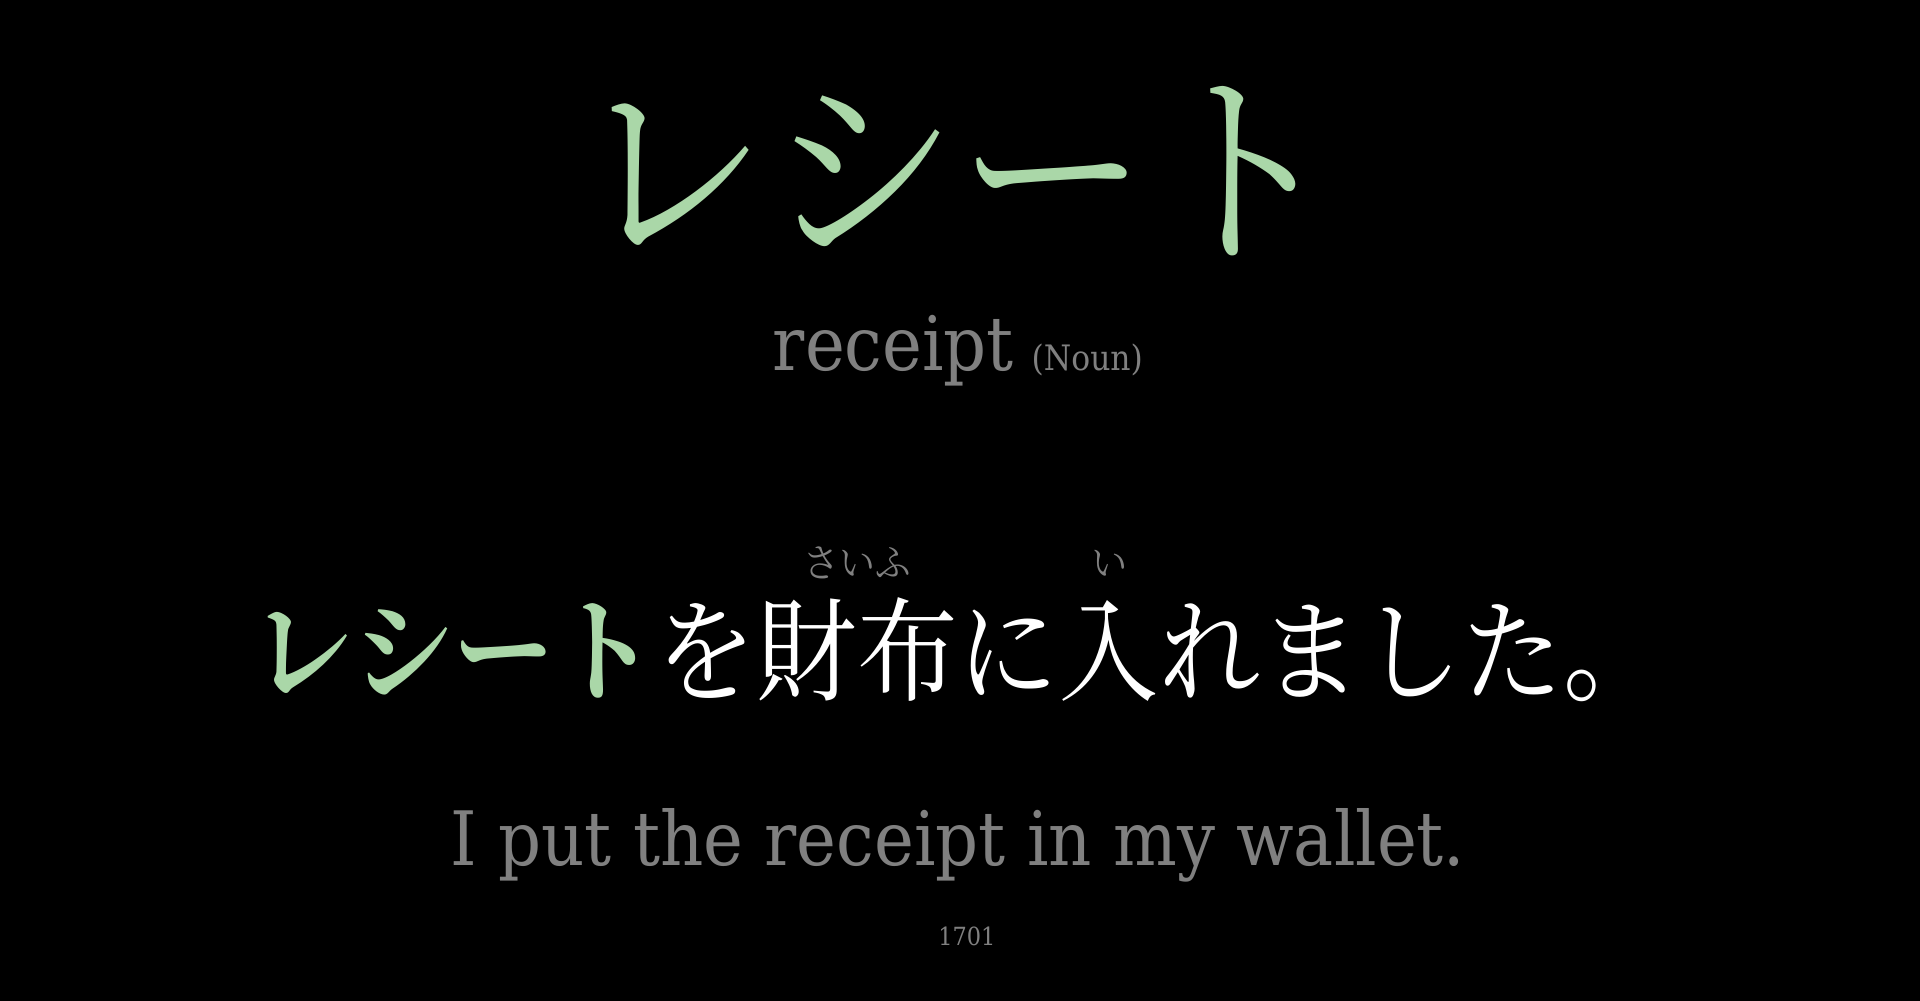 レシート
receipt (Noun)
さいふ い
レシートを財布に入れました。
I put the receipt in my wallet.
1701